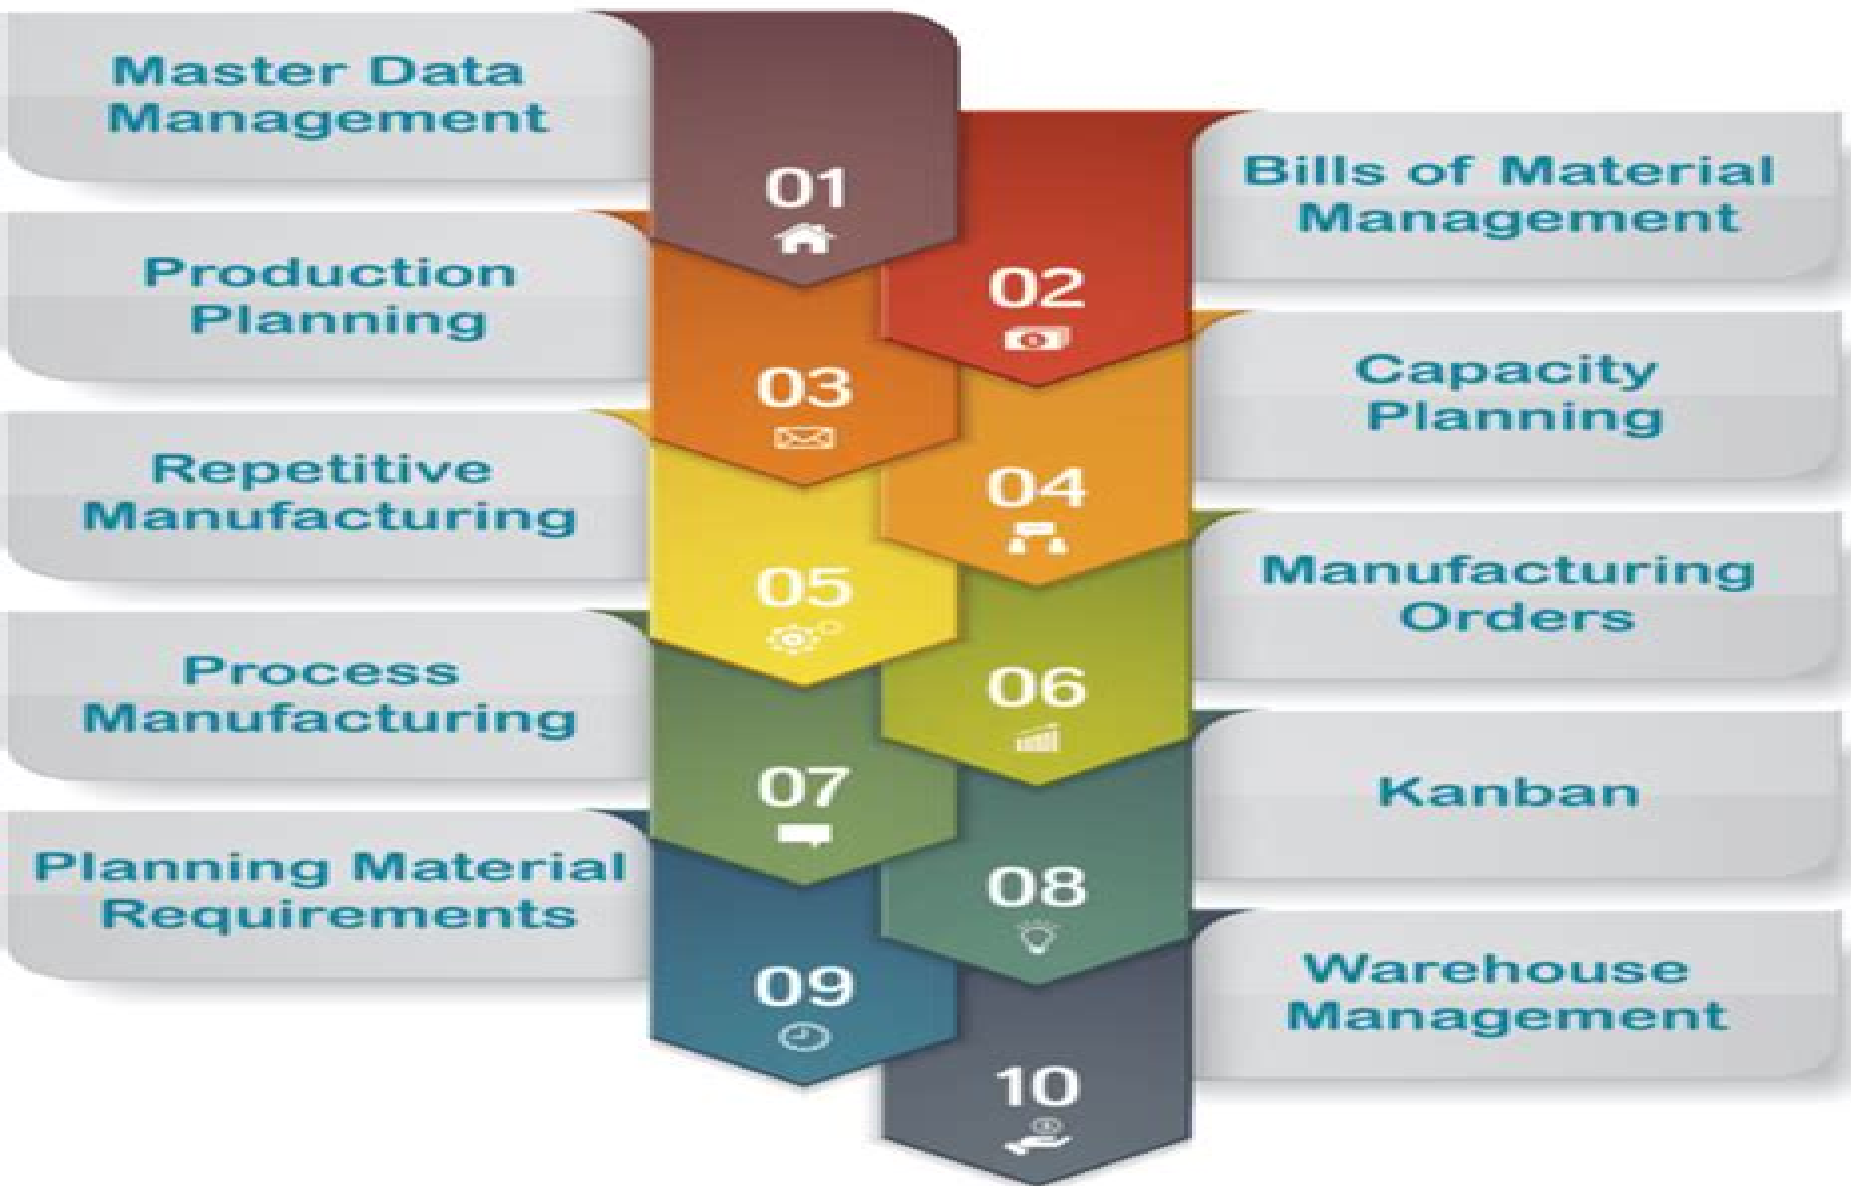 Master Data
Management
01
Bills of Material
Management
02
Production
Planning
03
Capacity
Planning
04
Repetitive
Manufacturing
05
Manufacturing
Orders
06
Process
Manufacturing
07
Kanban
08
Planning Material
Requirements
09
Warehouse
Management
10